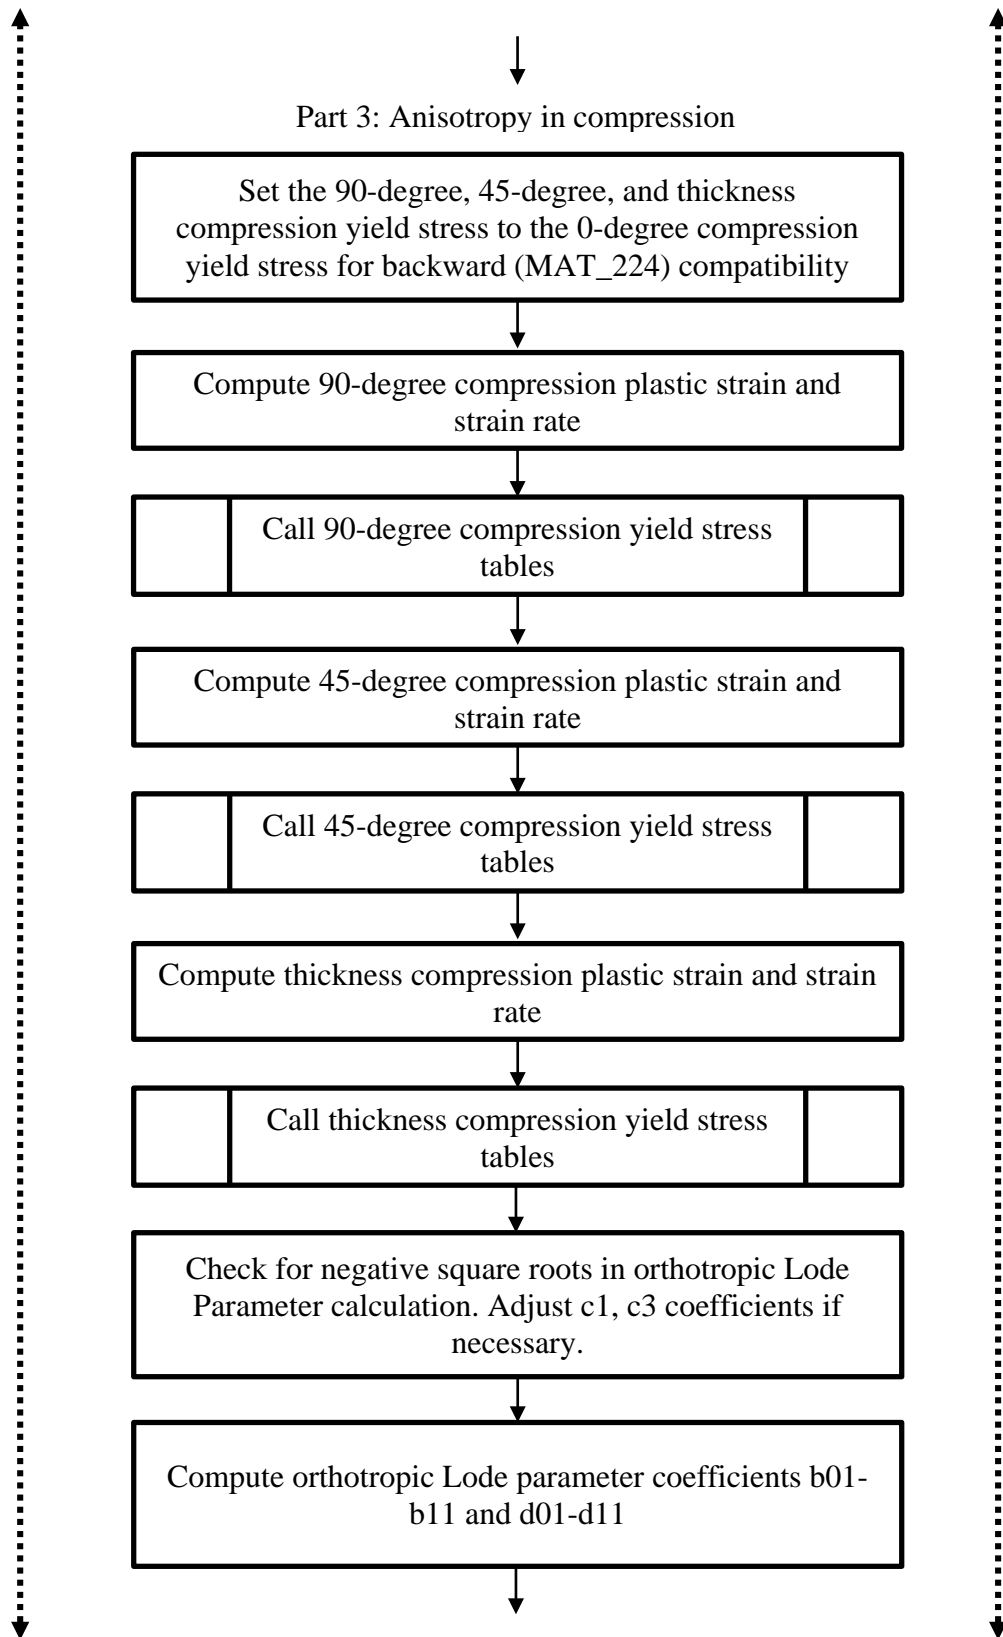 Part 3: Anisotropy in compression
Set the 90-degree, 45-degree, and thickness
compression yield stress to the 0-degree compression
yield stress for backward (MAT_224) compatibility
Compute 90-degree compression plastic strain and
strain rate
Call 90-degree compression yield stress
tables
Compute 45-degree compression plastic strain and
strain rate
Call 45-degree compression yield stress
tables
Compute thickness compression plastic strain and strain
rate
Call thickness compression yield stress
tables
Check for negative square roots in orthotropic Lode
Parameter calculation. Adjust c1, c3 coefficients if
necessary.
Compute orthotropic Lode parameter coefficients b01-
b11 and d01-d11